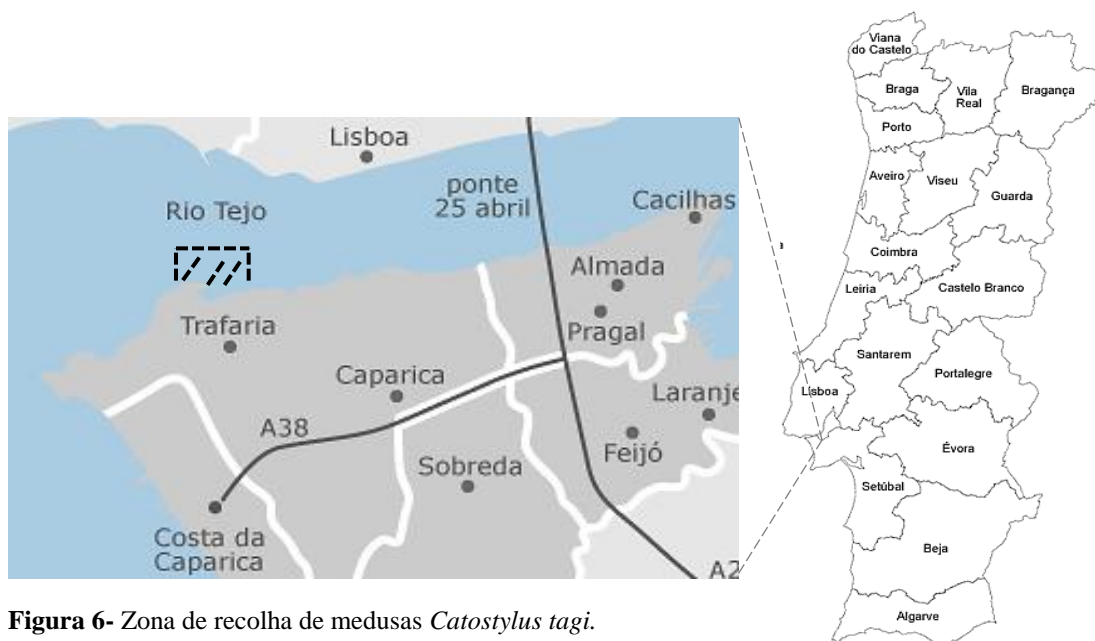 Lisboa
ponte
25 abril
Rio Tejo
Cacilhas
Almada
Pragal
Trafaria
Caparica
Laranje
A38
Feijó
Sobreda
Costa da
Caparica
A2
Viana
do Castelo
Braga
Vila
Real
Bragança
Porto
Aveiro
Viseu
Guarda
Coimbra
Leiria
Castelo Branco
Santarem
Portalegre
Lisboa
Évora
Setúbal
Beja
Algarve
Figura 6- Zona de recolha de medusas Catostylus tagi.